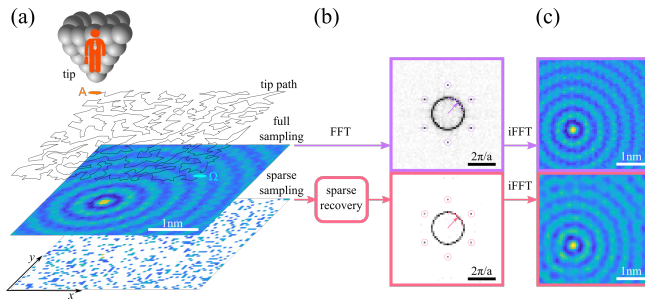 (a)
(b)
(c)
tip
A
tip path
full
sampling
FFT
iFFT
2π/a
1nm
Ω
1nm
sparse
sampling
sparse
recovery
iFFT
2π/a
1nm
y
x